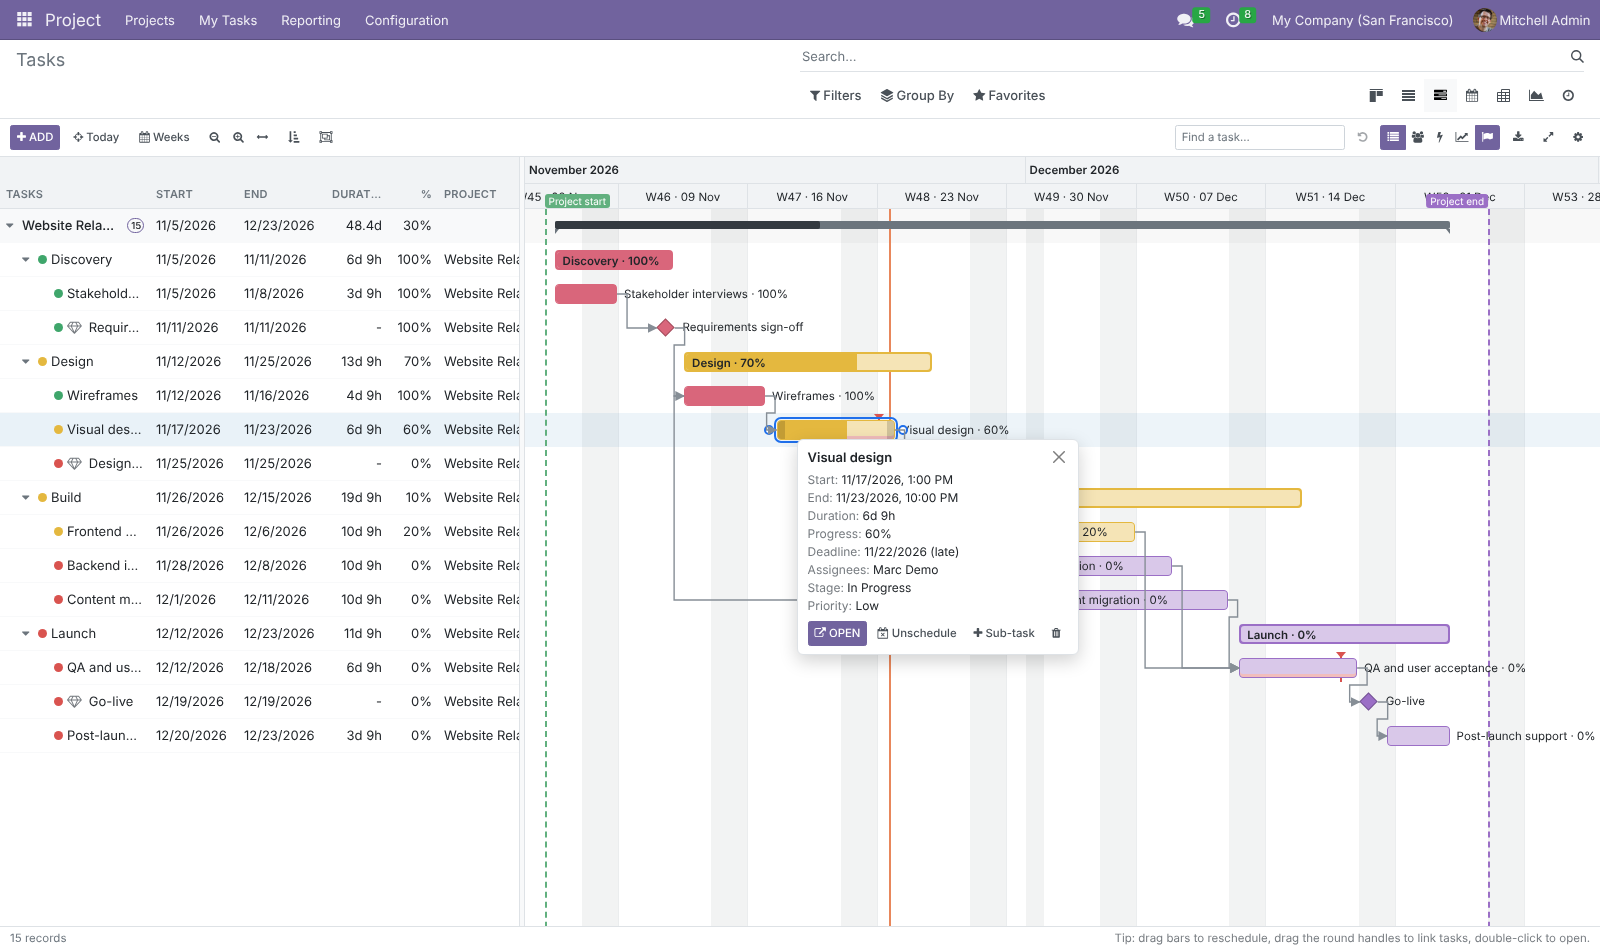 Project Projects My Tasks Reporting Configuration 5 8 My Company (San Francisco) Mitchell Admin
Tasks
Search...
Filters Group By Favorites
ADD Today Weeks Find a task...
November 2026 December 2026
TASKS START END DURAT... % PROJECT
W46 · 09 Nov W47 · 16 Nov W48 · 23 Nov W49 · 30 Nov W50 · 07 Dec W51 · 14 Dec W53 · 28
Project start Project end
Website Rela... 15 11/5/2026 12/23/2026 48.4d 30%
Discovery 11/5/2026 11/11/2026 6d 9h 100% Website Rela Discovery · 100%
Stakehold... 11/5/2026 11/8/2026 3d 9h 100% Website Rela Stakeholder interviews · 100%
Requir... 11/11/2026 11/11/2026 - 100% Website Rela Requirements sign-off
Design 11/12/2026 11/25/2026 13d 9h 70% Website Rela Design · 70%
Wireframes 11/12/2026 11/16/2026 4d 9h 100% Website Rela Wireframes · 100%
Visual des... 11/17/2026 11/23/2026 6d 9h 60% Website Rela Visual design · 60%
Design... 11/25/2026 11/25/2026 - 0% Website Rela
Build 11/26/2026 12/15/2026 19d 9h 10% Website Rela
Frontend ... 11/26/2026 12/6/2026 10d 9h 20% Website Rela 20%
Backend i... 11/28/2026 12/8/2026 10d 9h 0% Website Rela ion · 0%
Content m... 12/1/2026 12/11/2026 10d 9h 0% Website Rela nt migration · 0%
Launch 12/12/2026 12/23/2026 11d 9h 0% Website Rela Launch · 0%
QA and us... 12/12/2026 12/18/2026 6d 9h 0% Website Rela QA and user acceptance · 0%
Go-live 12/19/2026 12/19/2026 - 0% Website Rela Go-live
Post-laun... 12/20/2026 12/23/2026 3d 9h 0% Website Rela Post-launch support · 0%
Visual design
Start: 11/17/2026, 1:00 PM
End: 11/23/2026, 10:00 PM
Duration: 6d 9h
Progress: 60%
Deadline: 11/22/2026 (late)
Assignees: Marc Demo
Stage: In Progress
Priority: Low
OPEN Unschedule Sub-task
15 records Tip: drag bars to reschedule, drag the round handles to link tasks, double-click to open.